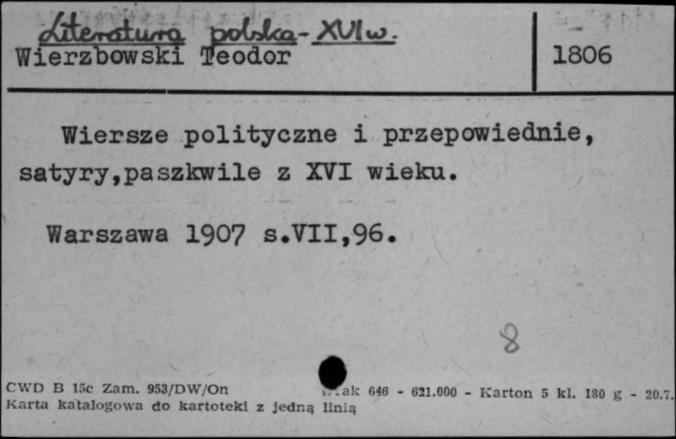 Literatura polska - XVI w.
Wierzbowski Teodor 1806
Wiersze polityczne i przepowiednie,
satyry,paszkwile z XVI wieku.
Warszawa 1907 s.VII,96.
8
CWD B 15c Zam. 953/DW/On 646 - 621.000 - Karton 5 kl. 180 g - 20.7.
Karta katalogowa do kartoteki z jedną linią